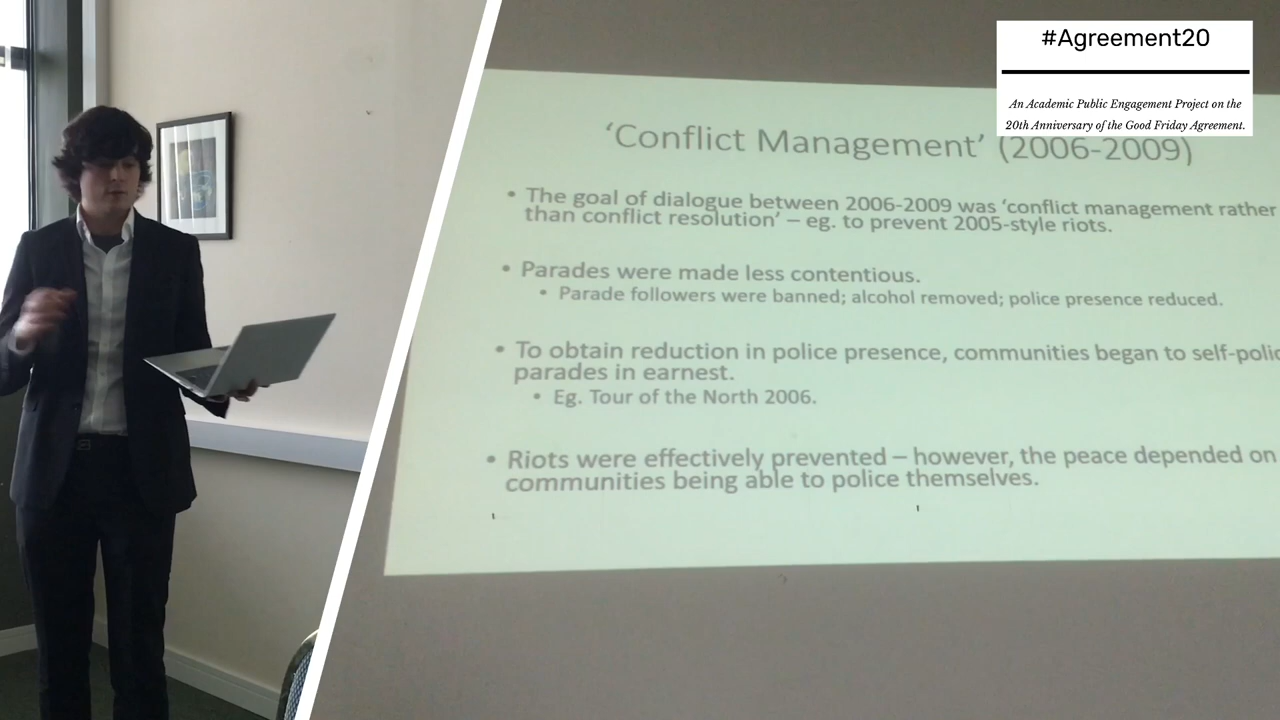 #Agreement20
An Academic Public Engagement Project on the
20th Anniversary of the Good Friday Agreement.
‘Conflict Management’ (2006-2009)
• The goal of dialogue between 2006-2009 was ‘conflict management rather
than conflict resolution’ – eg. to prevent 2005-style riots.
• Parades were made less contentious.
• Parade followers were banned; alcohol removed; police presence reduced.
• To obtain reduction in police presence, communities began to self-polic
parades in earnest.
• Eg. Tour of the North 2006.
• Riots were effectively prevented – however, the peace depended on
communities being able to police themselves.